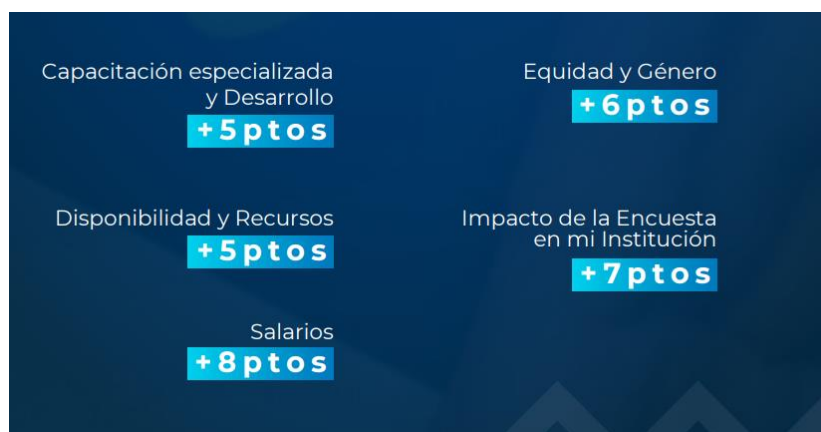 Capacitación especializada
y Desarrollo
+5ptos
Disponibilidad y Recursos
+5ptos
Salarios
+8ptos
Equidad y Género
+6ptos
Impacto de la Encuesta
en mi Institución
+7ptos